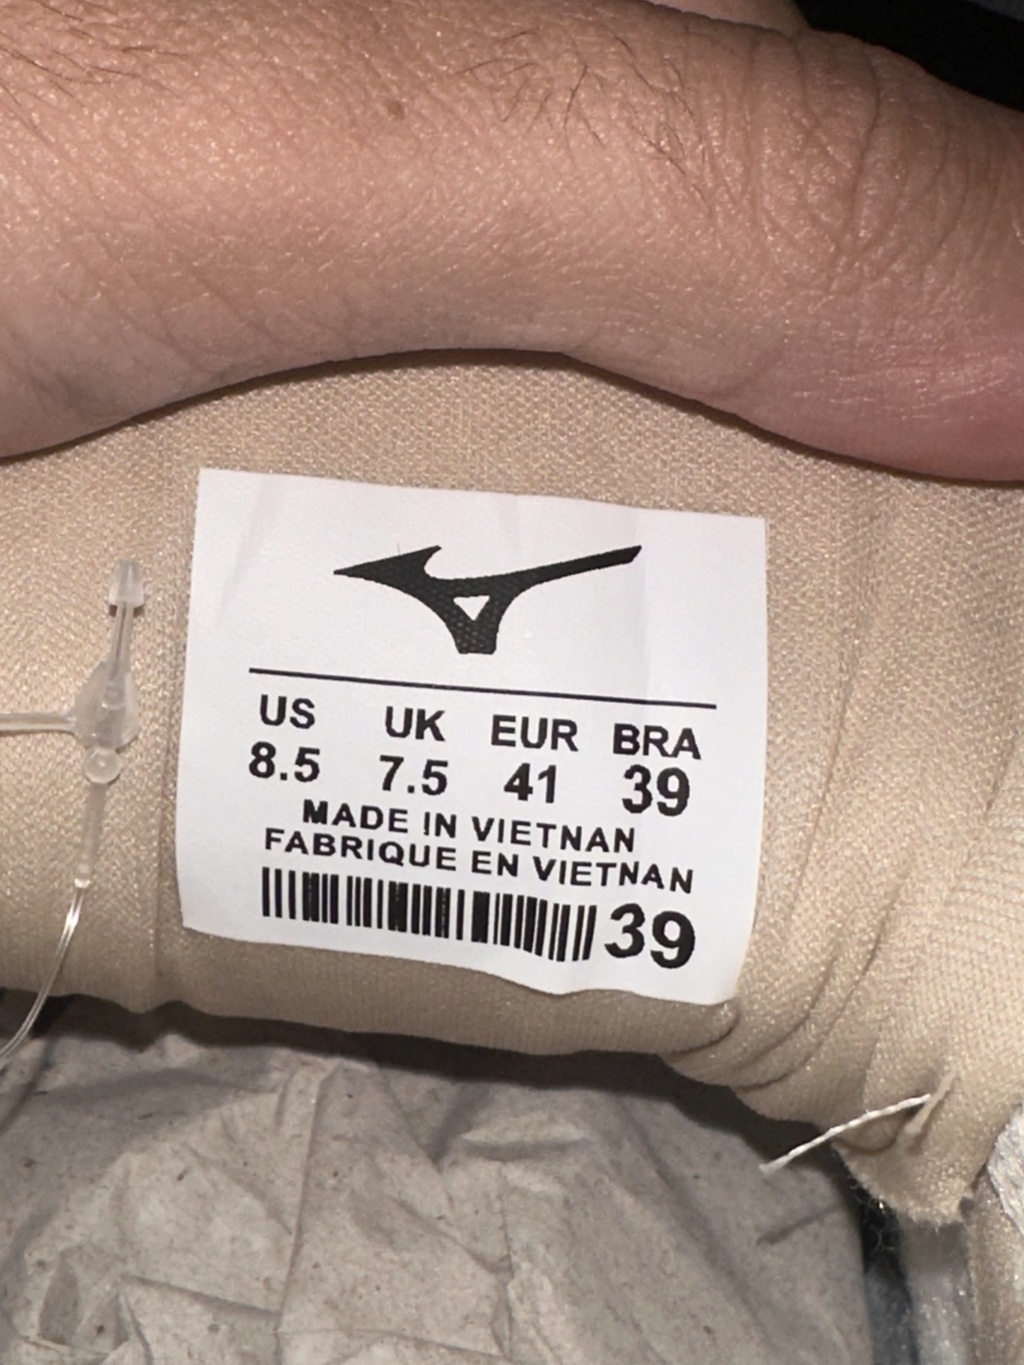 US UK EUR BRA
8.5 7.5 41 39
MADE IN VIETNAN
FABRIQUE EN VIETNAN
39